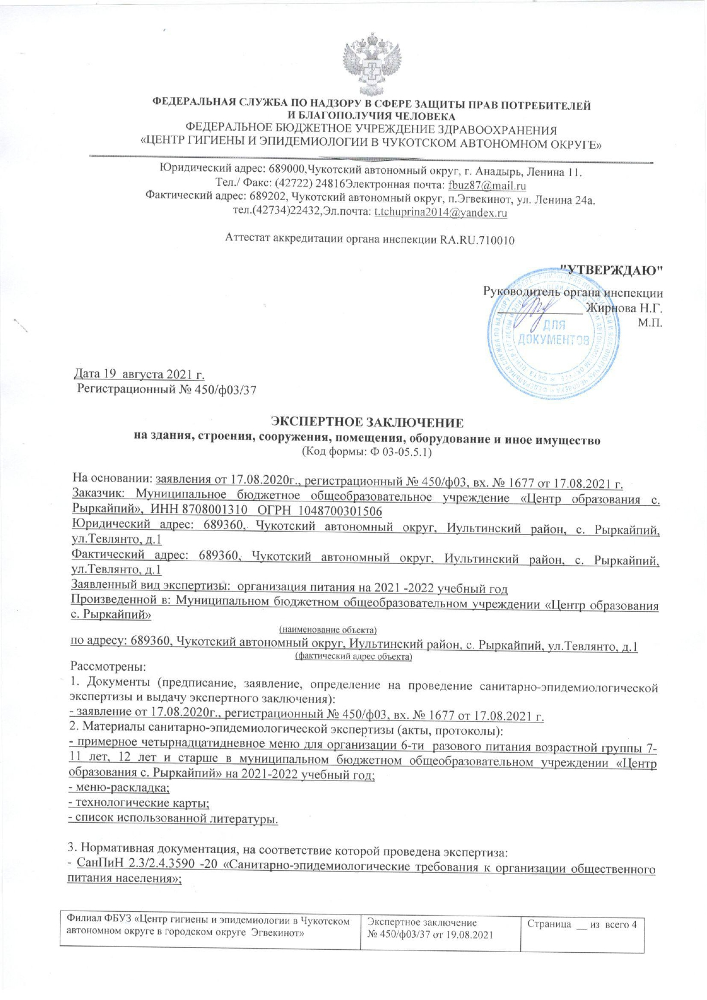 ФЕДЕРАЛЬНАЯ СЛУЖБА ПО НАДЗОРУ В СФЕРЕ ЗАЩИТЫ ПРАВ ПОТРЕБИТЕЛЕЙ
И БЛАГОПОЛУЧИЯ ЧЕЛОВЕКА
ФЕДЕРАЛЬНОЕ БЮДЖЕТНОЕ УЧРЕЖДЕНИЕ ЗДРАВООХРАНЕНИЯ
«ЦЕНТР ГИГИЕНЫ И ЭПИДЕМИОЛОГИИ В ЧУКОТСКОМ АВТОНОМНОМ ОКРУГЕ»
Юридический адрес: 689000,Чукотский автономный округ, г. Анадырь, Ленина 11.
Тел./ Факс: (42722) 24816Электронная почта: fbuz87@mail.ru
Фактический адрес: 689202, Чукотский автономный округ, п.Эгвекинот, ул. Ленина 24а.
тел.(42734)22432,Эл.почта: t.tchuprina2014@yandex.ru
Аттестат аккредитации органа инспекции RA.RU.710010
"УТВЕРЖДАЮ"
Руководитель органа инспекции
Жирнова Н.Г.
М.П.
ДЛЯ
ДОКУМЕНТОВ
Дата 19 августа 2021 г.
Регистрационный № 450/ф03/37
ЭКСПЕРТНОЕ ЗАКЛЮЧЕНИЕ
на здания, строения, сооружения, помещения, оборудование и иное имущество
(Код формы: Ф 03-05.5.1)
На основании: заявления от 17.08.2020г., регистрационный № 450/ф03, вх. № 1677 от 17.08.2021 г.
Заказчик: Муниципальное бюджетное общеобразовательное учреждение «Центр образования с.
Рыркайпий», ИНН 8708001310 ОГРН 1048700301506
Юридический адрес: 689360, Чукотский автономный округ, Иультинский район, с. Рыркайпий,
ул.Тевлянто, д.1
Фактический адрес: 689360, Чукотский автономный округ, Иультинский район, с. Рыркайпий,
ул.Тевлянто, д.1
Заявленный вид экспертизы: организация питания на 2021 -2022 учебный год
Произведенной в: Муниципальном бюджетном общеобразовательном учреждении «Центр образования
с. Рыркайпий»
(наименование объекта)
по адресу: 689360, Чукотский автономный округ, Иультинский район, с. Рыркайпий, ул.Тевлянто, д.1
(фактический адрес объекта)
Рассмотрены:
1. Документы (предписание, заявление, определение на проведение санитарно-эпидемиологической
экспертизы и выдачу экспертного заключения):
- заявление от 17.08.2020г., регистрационный № 450/ф03, вх. № 1677 от 17.08.2021 г.
2. Материалы санитарно-эпидемиологической экспертизы (акты, протоколы):
- примерное четырнадцатидневное меню для организации 6-ти разового питания возрастной группы 7-
11 лет, 12 лет и старше в муниципальном бюджетном общеобразовательном учреждении «Центр
образования с. Рыркайпий» на 2021-2022 учебный год;
- меню-раскладка;
- технологические карты;
- список использованной литературы.
3. Нормативная документация, на соответствие которой проведена экспертиза:
- СанПиН 2.3/2.4.3590 -20 «Санитарно-эпидемиологические требования к организации общественного
питания населения»;
Филиал ФБУЗ «Центр гигиены и эпидемиологии в Чукотском
автономном округе в городском округе Эгвекинот»
Экспертное заключение
№ 450/ф03/37 от 19.08.2021
Страница __ из всего 4